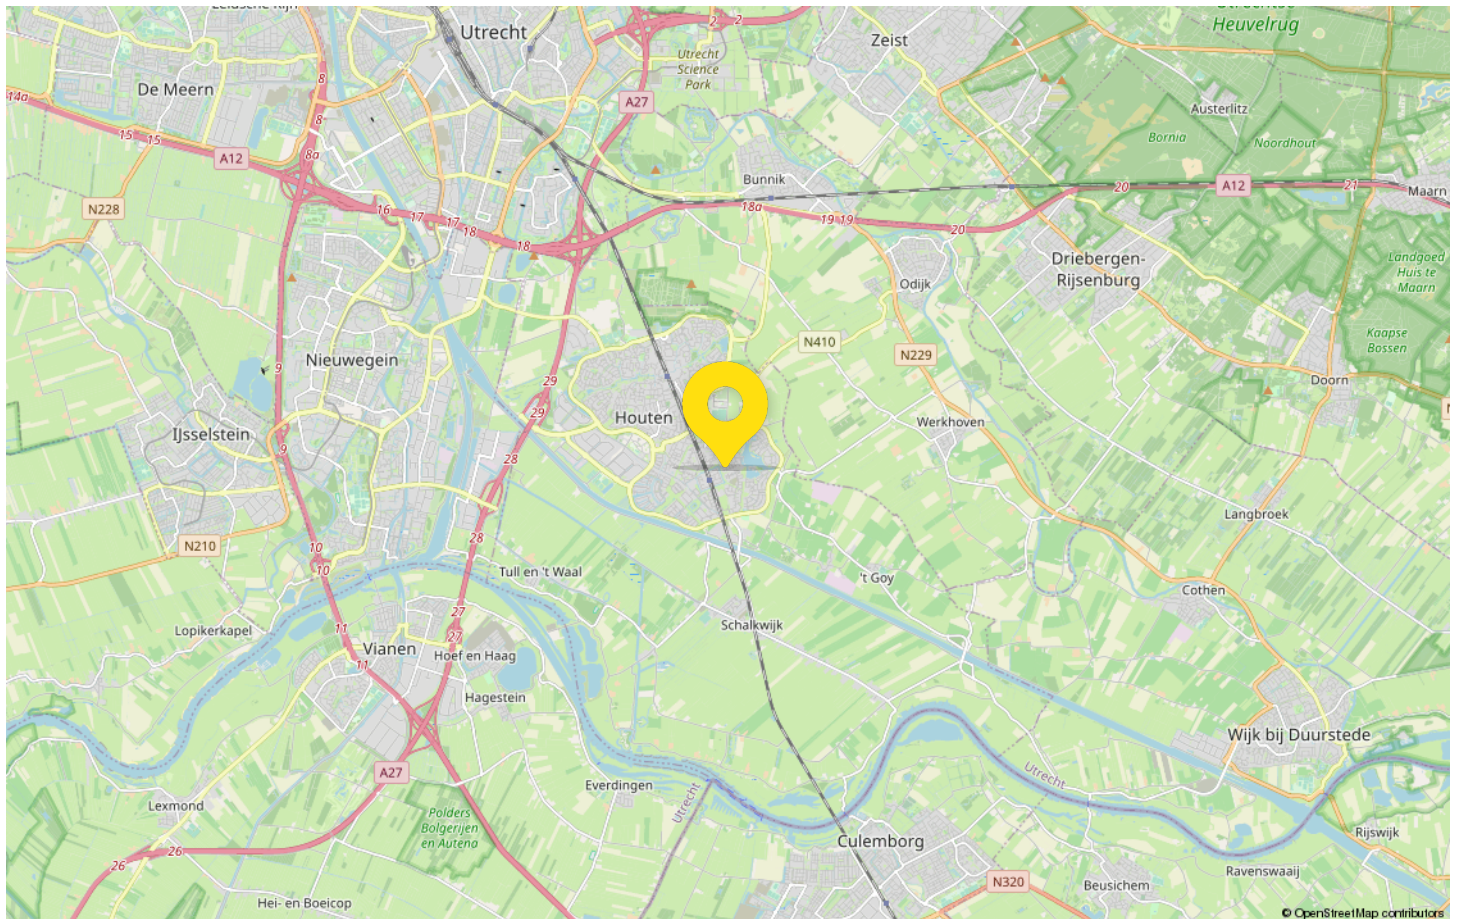 Leidsche Rijn
Utrecht
2
2
Utrechtse
Heuvelrug
Zeist
Utrecht
Science
Park
8
De Meern
14a
A27
Austerlitz
15
15
8
Bornia
Noordhout
8a
A12
Bunnik
20
A12
21
Maarn
N228
16
17
17
18
18a
19
19
18
20
Driebergen-
Rijsenburg
Landgoed
Huis te
Maarn
Odijk
Kaapse
Bossen
N410
N229
Nieuwegein
9
29
Doorn
29
Houten
Werkhoven
IJsselstein
9
28
Langbroek
N210
10
28
10
Tull en 't Waal
't Goy
Cothen
27
Lopikerkapel
11
27
Schalkwijk
Vianen
11
Hoef en Haag
Hagestein
Wijk bij Duurstede
A27
Utrecht
Everdingen
Utrecht
Lexmond
Polders
Bolgerijen
en Autena
Rijswijk
Culemborg
26
26
Ravenswaaij
N320
Beusichem
Hei- en Boeicop
© OpenStreetMap contributors